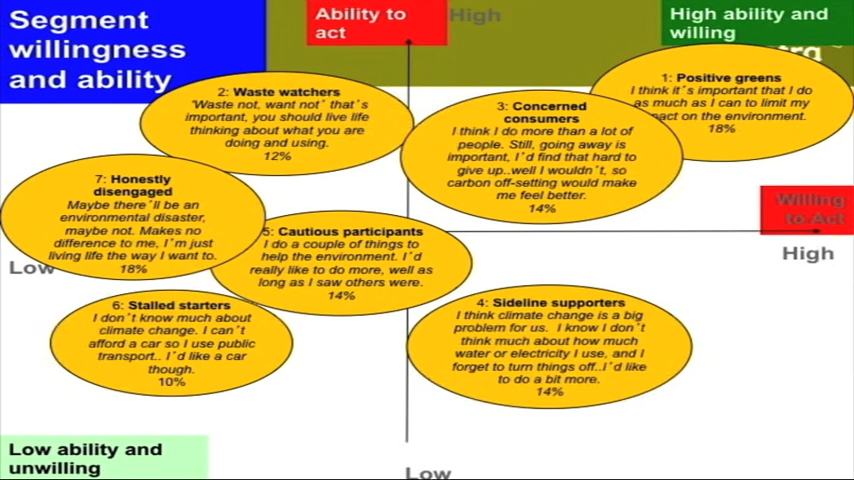 Segment
willingness
and ability
Ability to
act
High
High ability and
willing
1: Positive greens
I think it´s important that I do
as much as I can to limit my
pact on the environment.
18%
2: Waste watchers
'Waste not, want not' that´s
important, you should live life
thinking about what you are
doing and using.
12%
3: Concerned
consumers
I think I do more than a lot of
people. Still, going away is
important, I´d find that hard to
give up..well I wouldn´t, so
carbon off-setting would make
me feel better.
14%
7: Honestly
disengaged
Maybe there´ll be an
environmental disaster,
maybe not. Makes no
difference to me, I´m just
living life the way I want to.
18%
Willing
to Act
High
Low
5: Cautious participants
I do a couple of things to
help the environment. I´d
really like to do more, well as
long as I saw others were.
14%
6: Stalled starters
I don´t know much about
climate change. I can´t
afford a car so I use public
transport.. I´d like a car
though.
10%
4: Sideline supporters
I think climate change is a big
problem for us. I know I don´t
think much about how much
water or electricity I use, and I
forget to turn things off..I´d like
to do a bit more.
14%
Low ability and
unwilling
Low